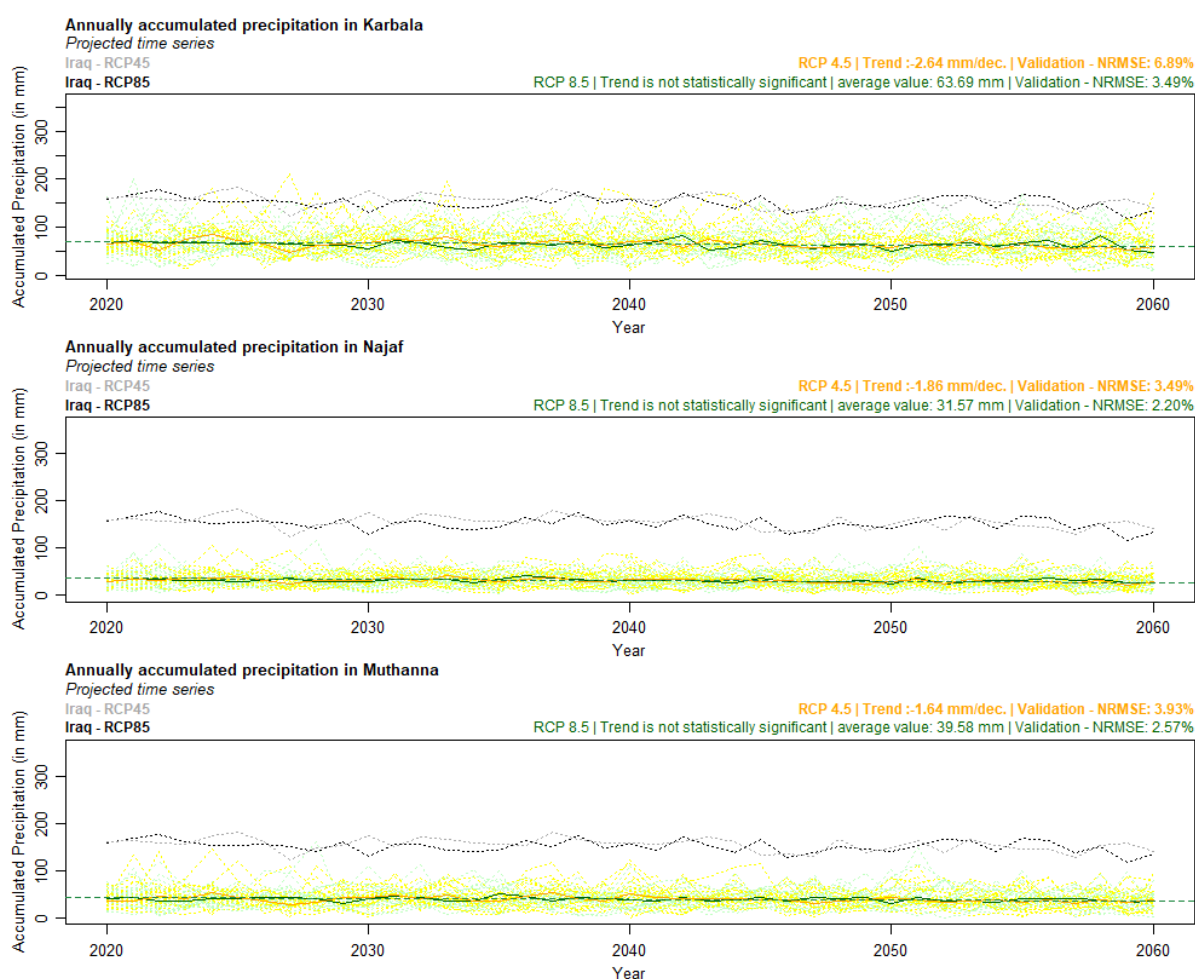 Annually accumulated precipitation in Karbala
Projected time series
Iraq - RCP45
RCP 4.5 | Trend :-2.64 mm/dec. | Validation - NRMSE: 6.89%
Iraq - RCP85
RCP 8.5 | Trend is not statistically significant | average value: 63.69 mm | Validation - NRMSE: 3.49%
Accumulated Precipitation (in mm)
300
200
100
0
2020 2030 2040 2050 2060
Year
Annually accumulated precipitation in Najaf
Projected time series
Iraq - RCP45
RCP 4.5 | Trend :-1.86 mm/dec. | Validation - NRMSE: 3.49%
Iraq - RCP85
RCP 8.5 | Trend is not statistically significant | average value: 31.57 mm | Validation - NRMSE: 2.20%
Accumulated Precipitation (in mm)
300
200
100
0
2020 2030 2040 2050 2060
Year
Annually accumulated precipitation in Muthanna
Projected time series
Iraq - RCP45
RCP 4.5 | Trend :-1.64 mm/dec. | Validation - NRMSE: 3.93%
Iraq - RCP85
RCP 8.5 | Trend is not statistically significant | average value: 39.58 mm | Validation - NRMSE: 2.57%
Accumulated Precipitation (in mm)
300
200
100
0
2020 2030 2040 2050 2060
Year